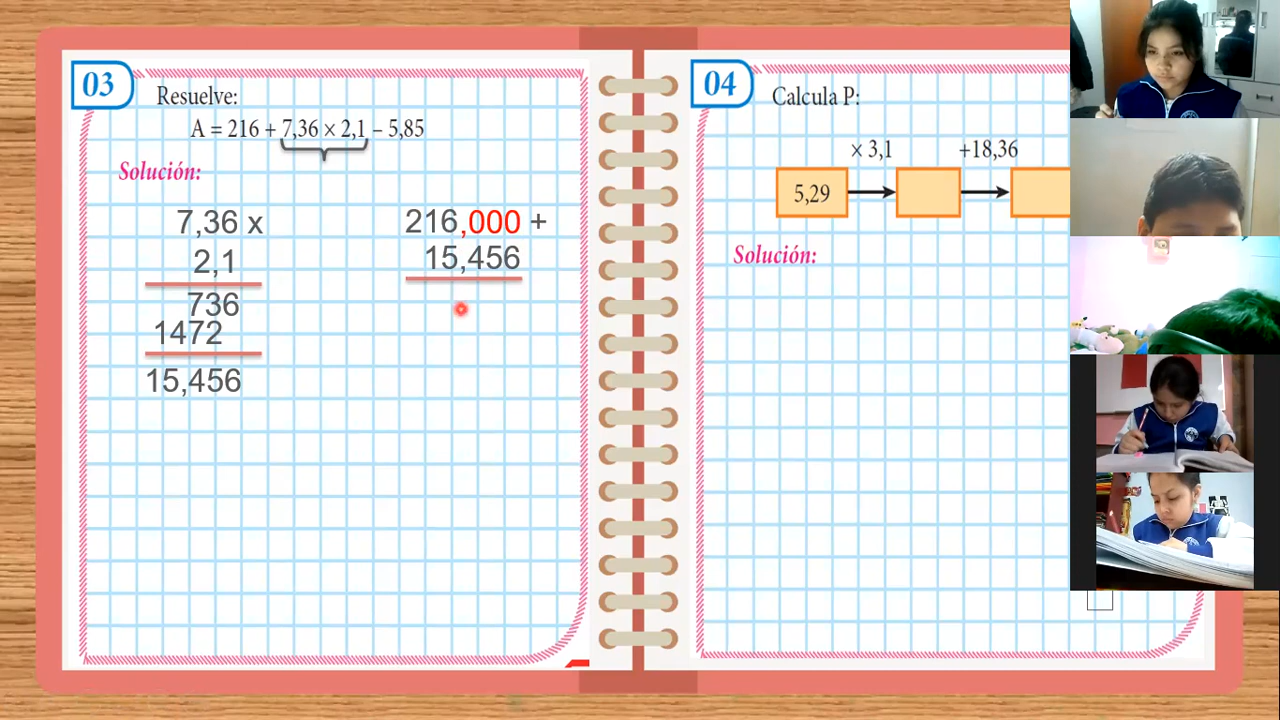 03
Resuelve:
A = 216 + 7,36 × 2,1 – 5,85
Solución:
7,36 x
2,1
736
1472
15,456
216,000 +
15,456
04
Calcula P:
× 3,1
+18,36
5,29
Solución: